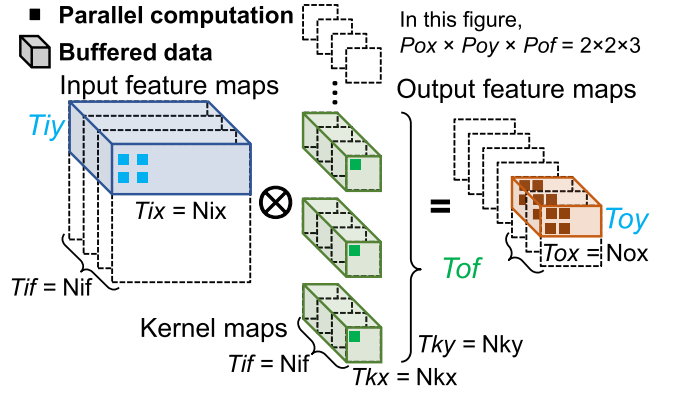 Parallel computation
Buffered data
In this figure,
Pox × Poy × Pof = 2×2×3
Input feature maps
Output feature maps
Tiy
Tix = Nix
Tif = Nif
⊗
=
Toy
Tox = Nox
Tof
Kernel maps
Tif = Nif
Tky = Nky
Tkx = Nkx